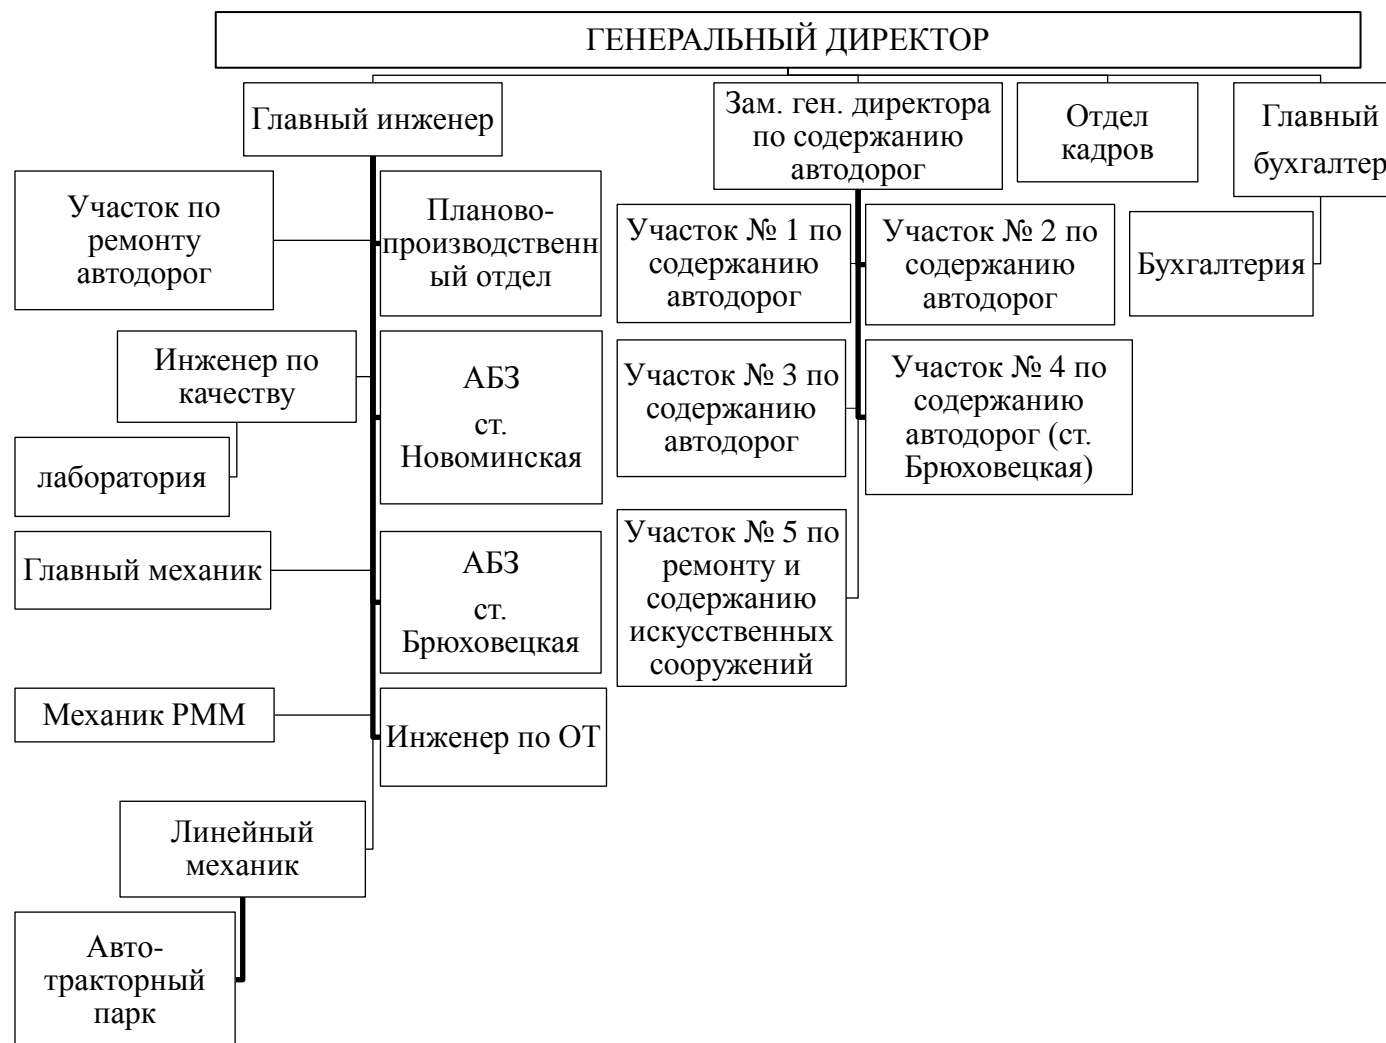 ГЕНЕРАЛЬНЫЙ ДИРЕКТОР
Главный инженер
Зам. ген. директора
по содержанию
автодорог
Отдел
кадров
Главный
бухгалтер
Участок по
ремонту
автодорог
Планово-
производственн
ый отдел
Участок № 1 по
содержанию
автодорог
Участок № 2 по
содержанию
автодорог
Бухгалтерия
Инженер по
качеству
АБЗ
ст.
Новоминская
Участок № 3 по
содержанию
автодорог
Участок № 4 по
содержанию
автодорог (ст.
Брюховецкая)
лаборатория
Главный механик
АБЗ
ст.
Брюховецкая
Участок № 5 по
ремонту и
содержанию
искусственных
сооружений
Механик РММ
Инженер по ОТ
Линейный
механик
Авто-
тракторный
парк